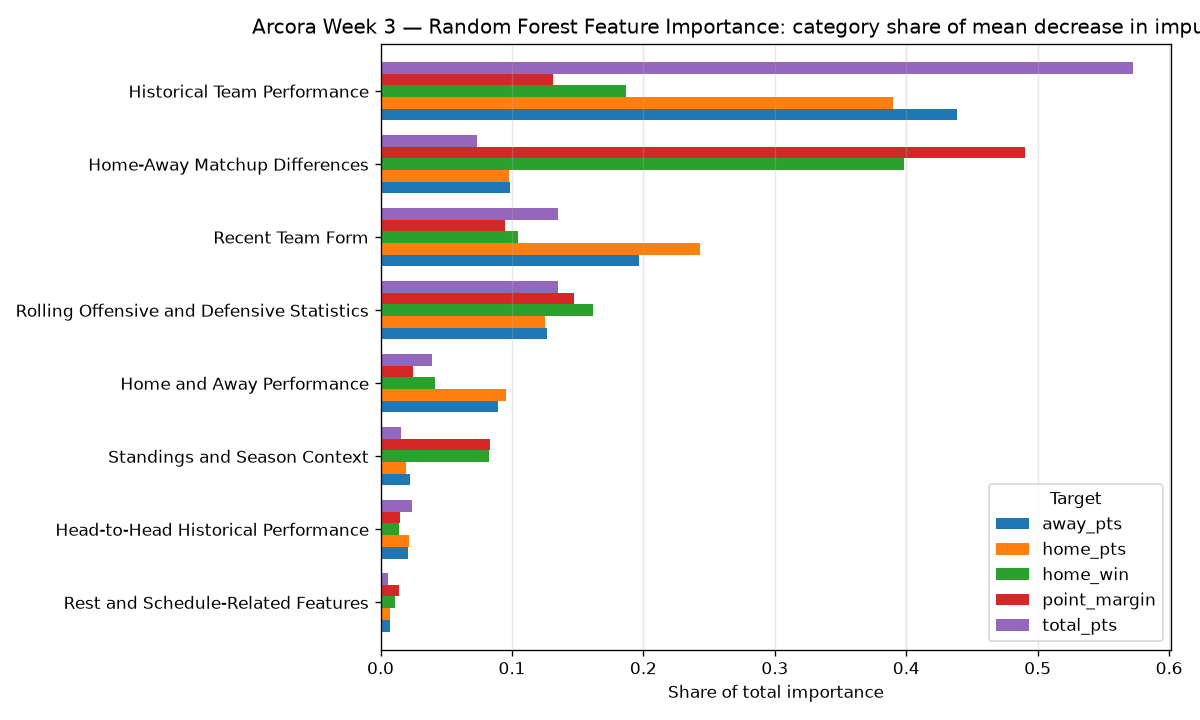 Arcora Week 3 — Random Forest Feature Importance: category share of mean decrease in impu
Historical Team Performance
Home-Away Matchup Differences
Recent Team Form
Rolling Offensive and Defensive Statistics
Home and Away Performance
Standings and Season Context
Head-to-Head Historical Performance
Rest and Schedule-Related Features
Target
away_pts
home_pts
home_win
point_margin
total_pts
0.0 0.1 0.2 0.3 0.4 0.5 0.6
Share of total importance